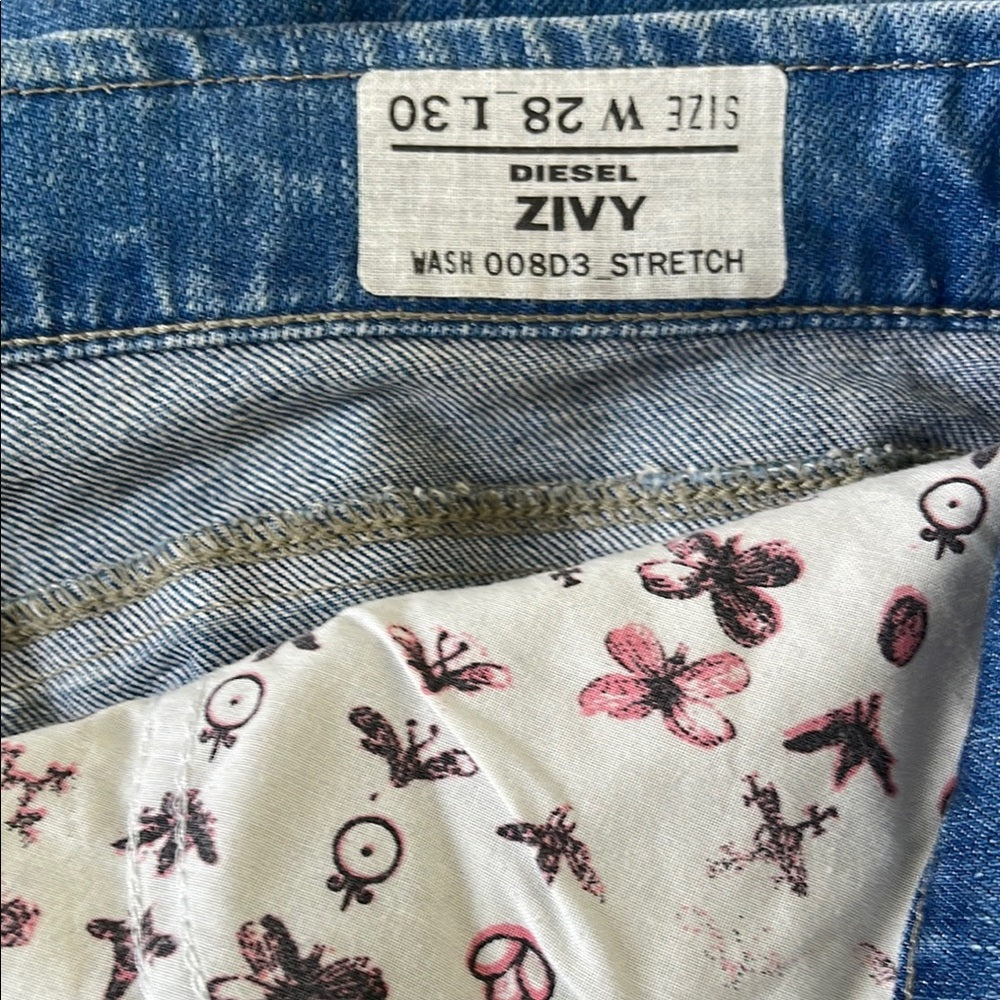 SIZE W 28_L 30
DIESEL
ZIVY
WASH 008D3_STRETCH